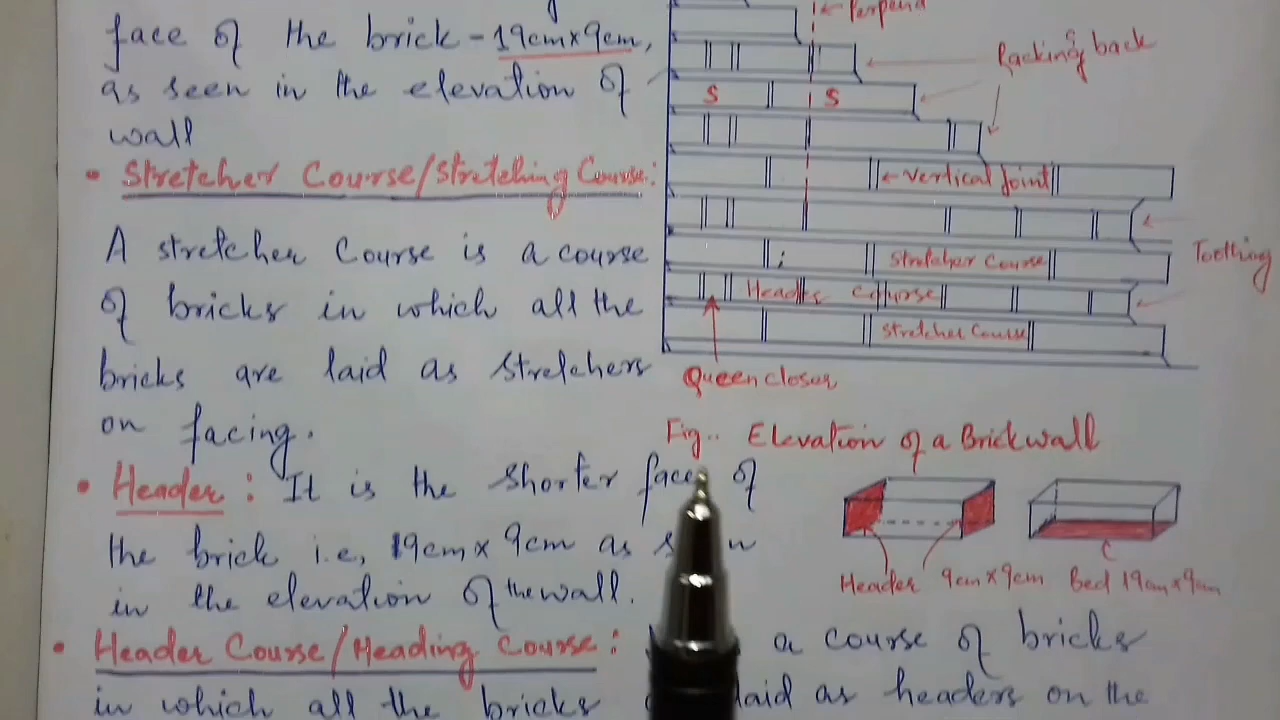 face of the brick - 19cm x 9cm,
as seen in the elevation of
wall
• Stretcher Course/Stretching Course:
A stretcher Course is a course
of bricks in which all the
bricks are laid as stretchers
on facing.
• Header : It is the shorter face of
the brick i.e, 19cm x 9cm as
in the elevation of the wall.
• Header Course/Heading Course :
a course of bricks
in which all the bricks laid as headers on the
Perpend
Racking back
S S
Vertical Joint
Toothing
Stretcher Course
Header Course
Stretcher Course
Queen closer
Fig.. Elevation of a Brick wall
Header 9cm x 9cm
Bed 19cm x 9cm